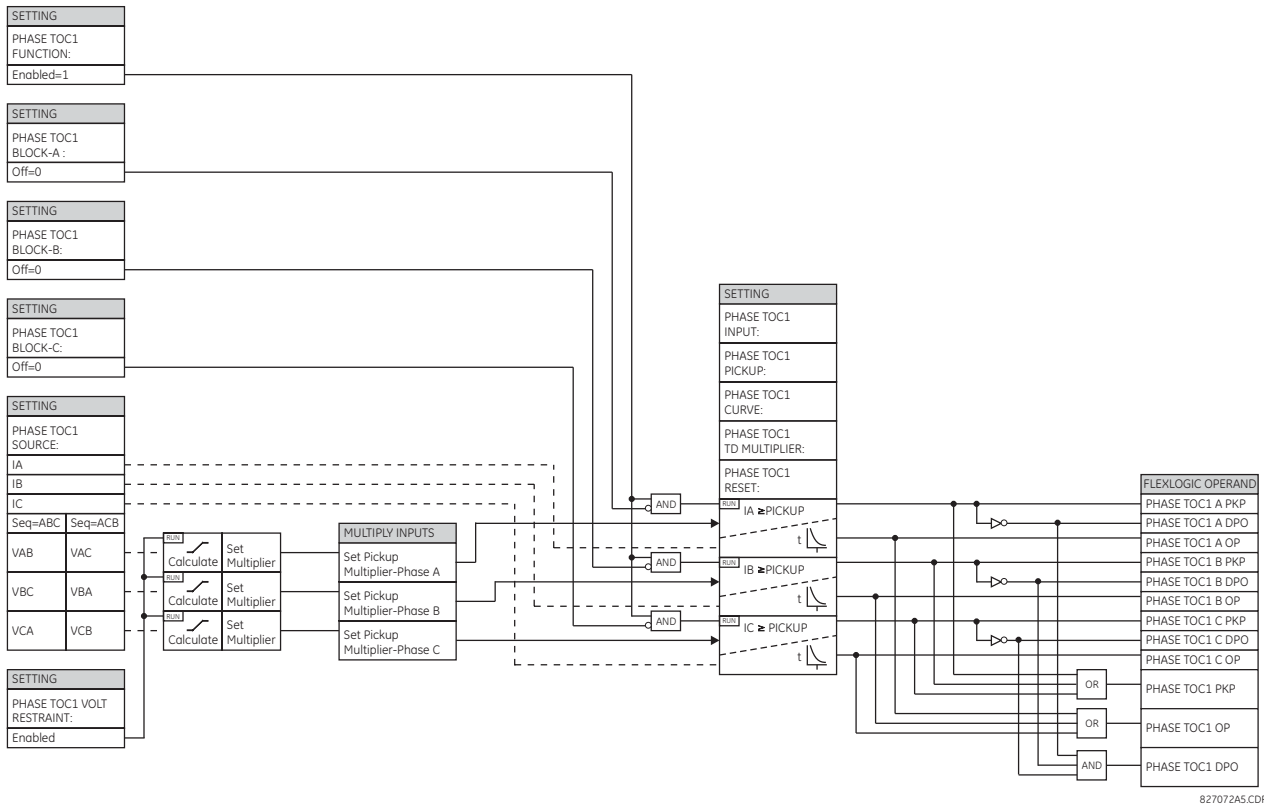 SETTING
PHASE TOC1
FUNCTION:
Enabled=1
SETTING
PHASE TOC1
BLOCK-A :
Off=0
SETTING
PHASE TOC1
BLOCK-B:
Off=0
SETTING
PHASE TOC1
BLOCK-C:
Off=0
SETTING
PHASE TOC1
SOURCE:
IA
IB
IC
Seq=ABC Seq=ACB
VAB VAC
VBC VBA
VCA VCB
SETTING
PHASE TOC1 VOLT
RESTRAINT:
Enabled
RUN
Calculate
Set
Multiplier
RUN
Calculate
Set
Multiplier
RUN
Calculate
Set
Multiplier
MULTIPLY INPUTS
Set Pickup
Multiplier-Phase A
Set Pickup
Multiplier-Phase B
Set Pickup
Multiplier-Phase C
AND
AND
AND
SETTING
PHASE TOC1
INPUT:
PHASE TOC1
PICKUP:
PHASE TOC1
CURVE:
PHASE TOC1
TD MULTIPLIER:
PHASE TOC1
RESET:
RUN IA ≥PICKUP
t
RUN IB ≥PICKUP
t
RUN IC ≥ PICKUP
t
OR
OR
AND
FLEXLOGIC OPERAND
PHASE TOC1 A PKP
PHASE TOC1 A DPO
PHASE TOC1 A OP
PHASE TOC1 B PKP
PHASE TOC1 B DPO
PHASE TOC1 B OP
PHASE TOC1 C PKP
PHASE TOC1 C DPO
PHASE TOC1 C OP
PHASE TOC1 PKP
PHASE TOC1 OP
PHASE TOC1 DPO
827072A5.CDR